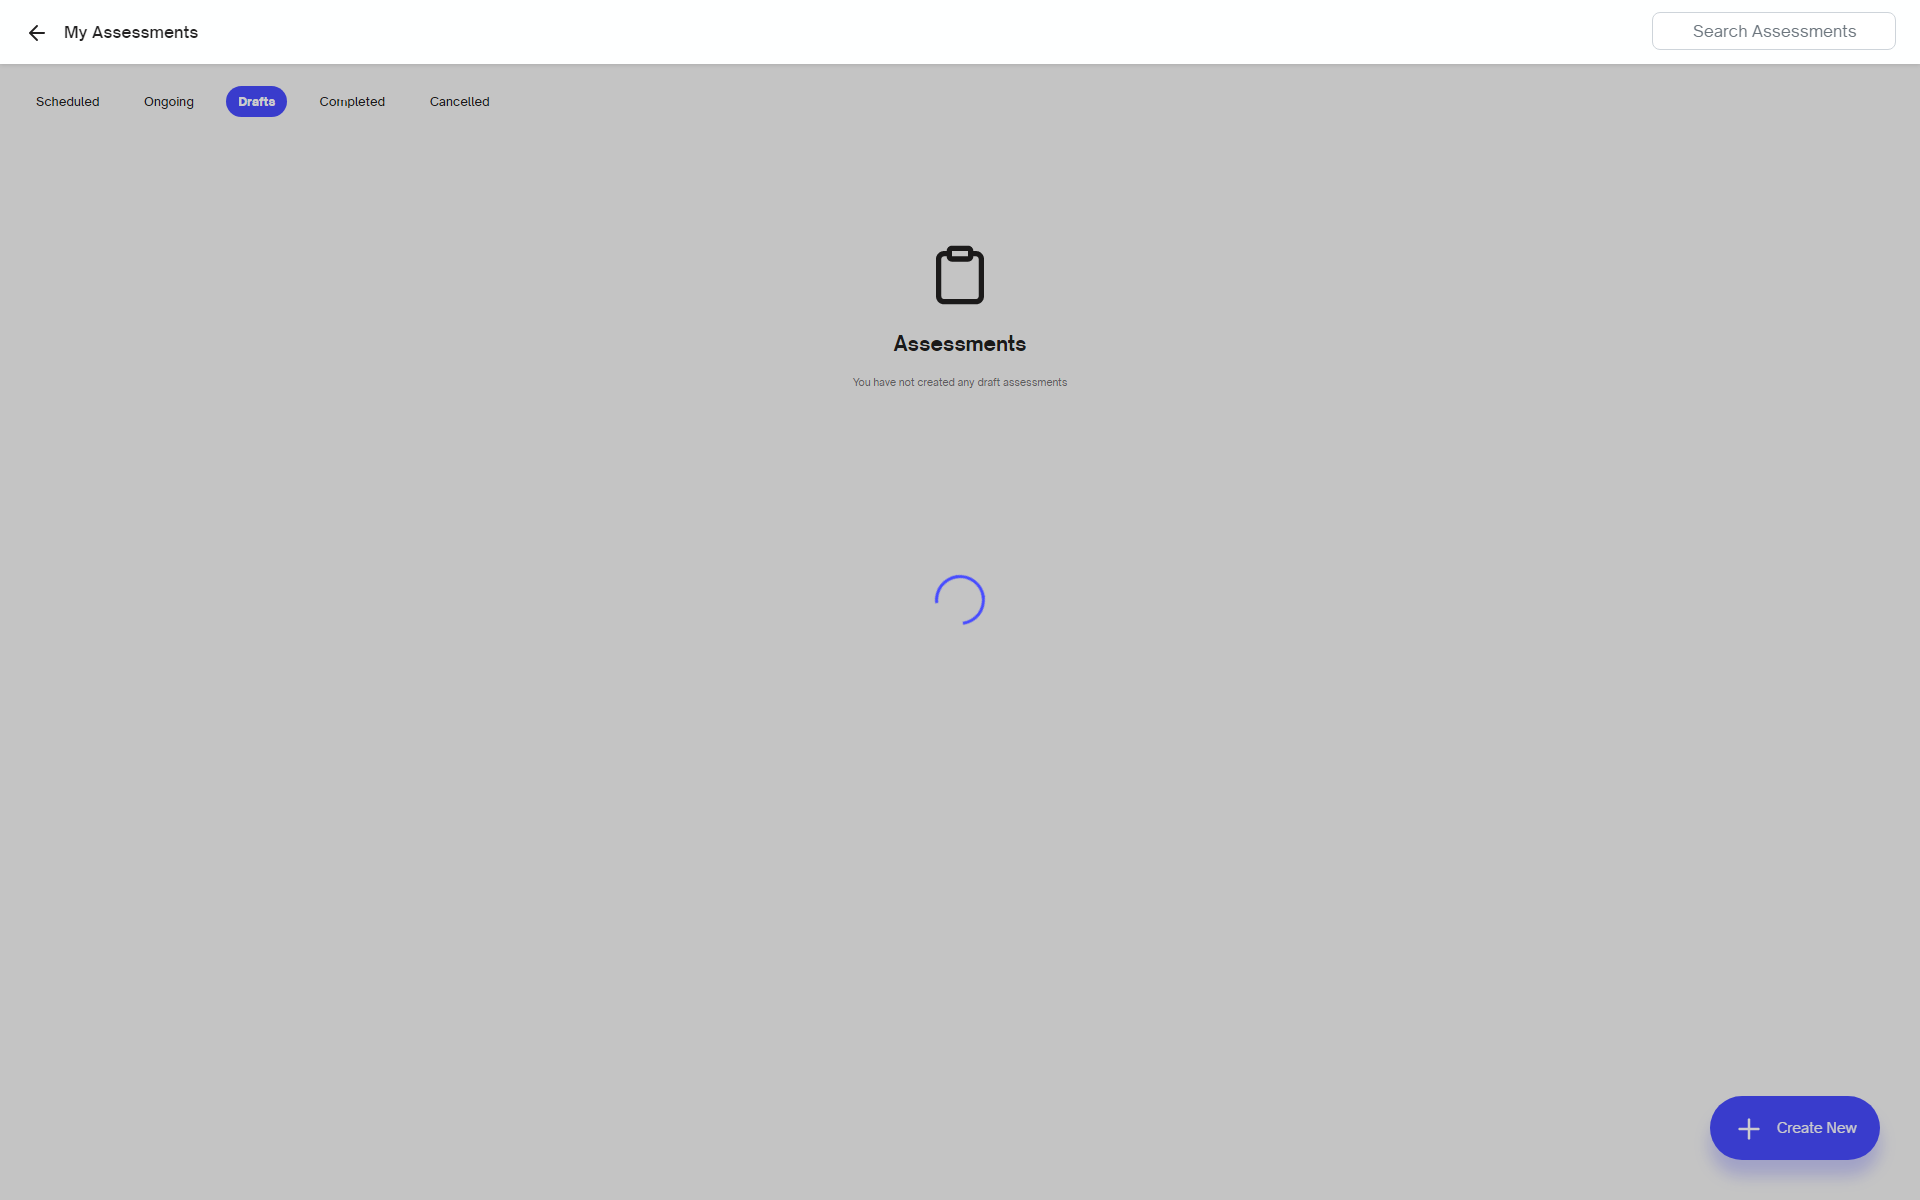 My Assessments
Search Assessments
Scheduled
Ongoing
Drafts
Completed
Cancelled
Assessments
You have not created any draft assessments
Create New